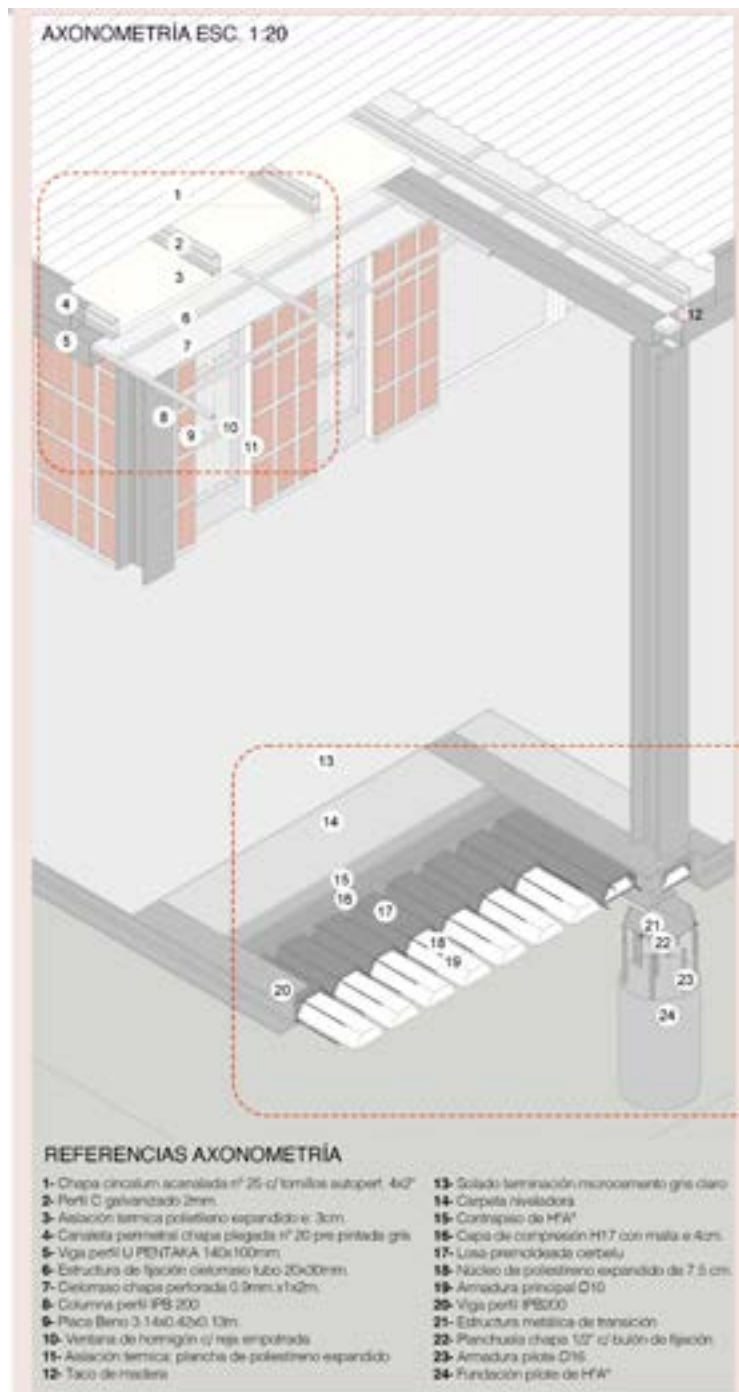 AXONOMETRÍA ESC. 1:20
1
2
3
4
5
6
7
8
9
10
11
12
13
14
15
16
17
18
19
20
21
22
23
24
REFERENCIAS AXONOMETRÍA
1- Chapa cincalum acanalada nº 25 c/ tornillos autoperf. 4x2"
2- Perfil C galvanizado 2mm.
3- Aislación termica polietileno expandido e: 3cm.
4- Canaleta perimetral chapa plegada nº 20 pre pintada gris
5- Viga perfil U PENTAKA 140x100mm.
6- Estructura de fijación cielorraso tubo 20x30mm.
7- Cielorraso chapa perforada 0.9mm.x1x2m.
8- Columna perfil IPB 200
9- Placa Beno 3.14x0.42x0.13m.
10- Ventana de hormigón c/ reja empotrada
11- Aislación termica: plancha de poliestireno expandido
12- Taco de madera
13- Solado terminación microcemento gris claro
14- Carpeta niveladora
15- Contrapiso de HºAº
16- Capa de compresión H17 con malla e 4cm.
17- Losa premoldeada cerbelu
18- Núcleo de poliestireno expandido de 7.5 cm.
19- Armadura principal
20- Viga perfil IPB200
21- Estructura metálica de transición
22- Planchuela chapa 1/2" c/ bulón de fijación
23- Armadura pilote
24- Fundación pilote de HºAº